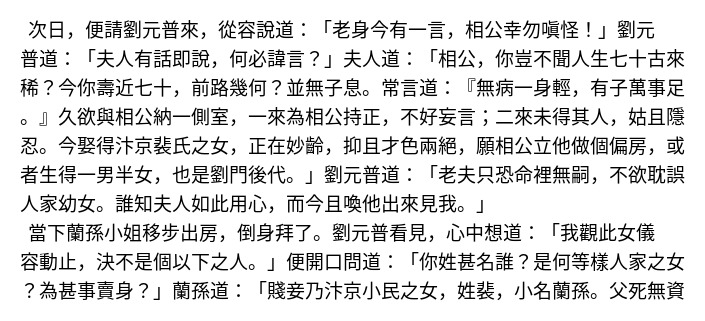 次日，便請劉元普來，從容說道：「老身今有一言，相公幸勿嗔怪！」劉元
普道：「夫人有話即說，何必諱言？」夫人道：「相公，你豈不聞人生七十古來
稀？今你壽近七十，前路幾何？並無子息。常言道：『無病一身輕，有子萬事足
。』久欲與相公納一側室，一來為相公持正，不好妄言；二來未得其人，姑且隱
忍。今娶得汴京裴氏之女，正在妙齡，抑且才色兩絕，願相公立他做個偏房，或
者生得一男半女，也是劉門後代。」劉元普道：「老夫只恐命裡無嗣，不欲耽誤
人家幼女。誰知夫人如此用心，而今且喚他出來見我。」
當下蘭孫小姐移步出房，倒身拜了。劉元普看見，心中想道：「我觀此女儀
容動止，決不是個以下之人。」便開口問道：「你姓甚名誰？是何等樣人家之女
？為甚事賣身？」蘭孫道：「賤妾乃汴京小民之女，姓裴，小名蘭孫。父死無資